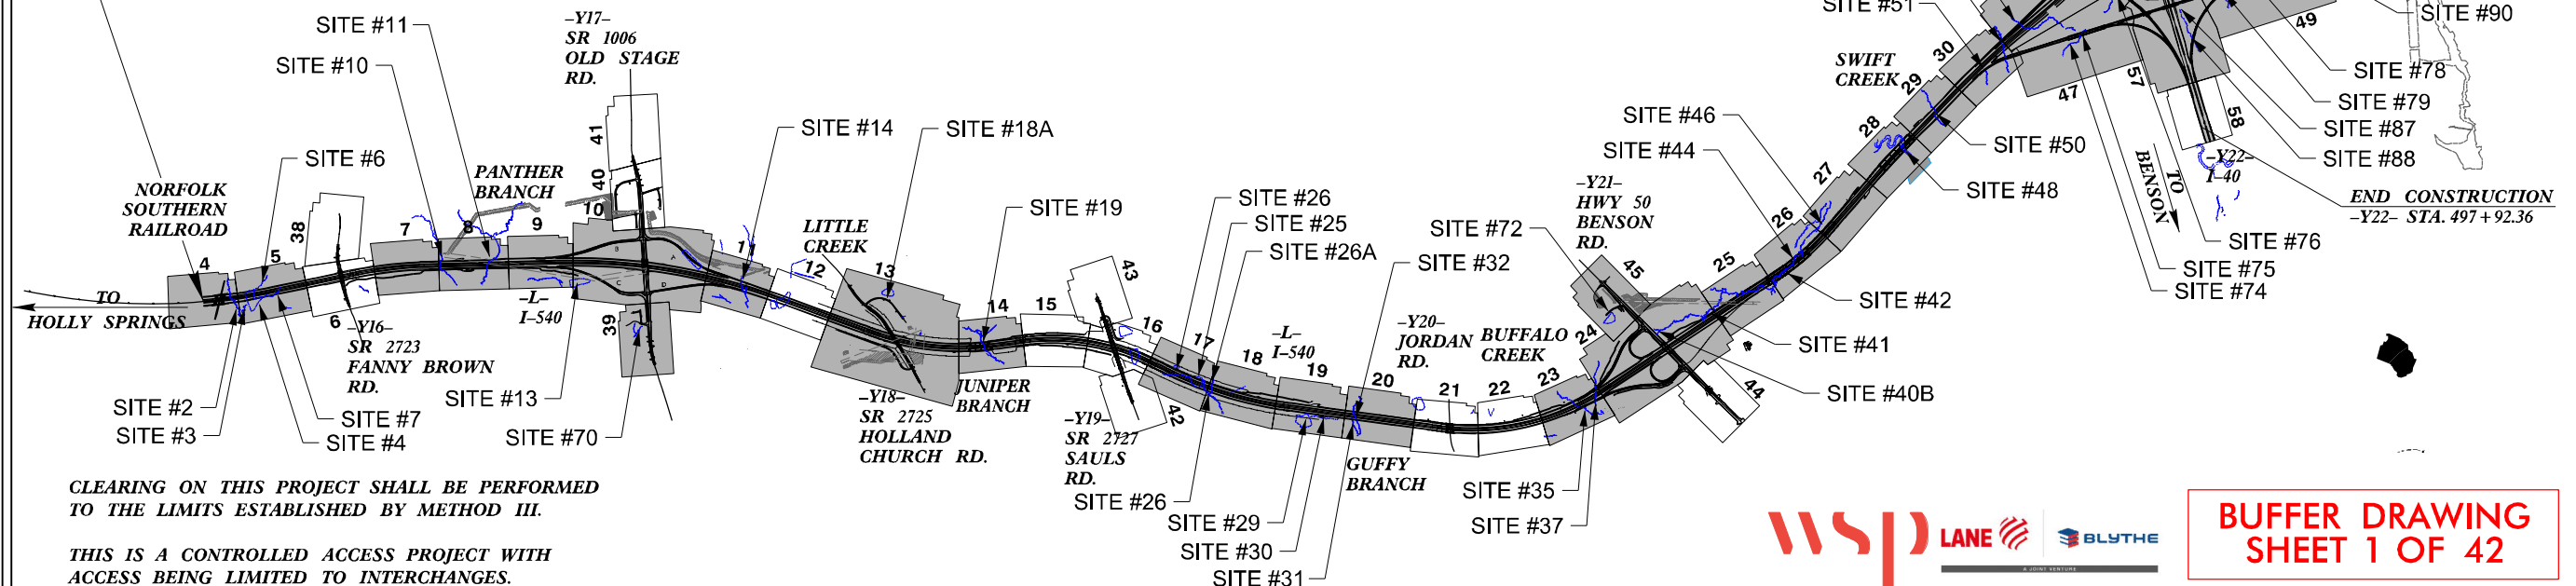 SITE #11
SITE #10
–Y17–
SR 1006
OLD STAGE
RD.
SITE #6
NORFOLK
SOUTHERN
RAILROAD
PANTHER
BRANCH
SITE #14
SITE #18A
LITTLE
CREEK
SITE #19
4
5
38
6
7
8
9
10
40
41
39
12
13
14
15
43
42
16
17
18
19
20
21
22
23
24
45
44
25
26
27
28
29
30
47
57
58
49
TO
HOLLY SPRINGS
–L–
I–540
–Y16–
SR 2723
FANNY BROWN
RD.
SITE #2
SITE #3
SITE #7
SITE #4
SITE #13
SITE #70
–Y18–
SR 2725
HOLLAND
CHURCH RD.
JUNIPER
BRANCH
–Y19–
SR 2727
SAULS
RD.
SITE #26
SITE #25
SITE #26A
SITE #32
–L–
I–540
SITE #26
SITE #29
SITE #30
SITE #31
GUFFY
BRANCH
–Y20–
JORDAN
RD.
BUFFALO
CREEK
SITE #35
SITE #37
SITE #72
–Y21–
HWY 50
BENSON
RD.
SITE #46
SITE #44
SITE #42
SITE #41
SITE #40B
SWIFT
CREEK
SITE #51
SITE #50
SITE #48
SITE #90
SITE #78
SITE #79
SITE #87
SITE #88
–Y22–
I–40
TO
BENSON
SITE #76
SITE #75
SITE #74
END CONSTRUCTION
–Y22– STA. 497+92.36
CLEARING ON THIS PROJECT SHALL BE PERFORMED
TO THE LIMITS ESTABLISHED BY METHOD III.
THIS IS A CONTROLLED ACCESS PROJECT WITH
ACCESS BEING LIMITED TO INTERCHANGES.
wsp
LANE
BLYTHE
A JOINT VENTURE
BUFFER DRAWING
SHEET 1 OF 42